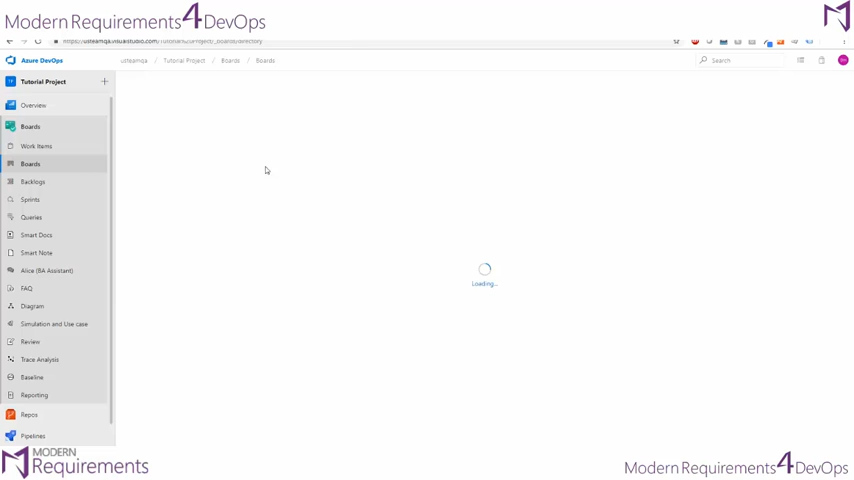 Modern Requirements4DevOps
https://usteamqa.visualstudio.com/Tutorial%20Project/_boards/directory
Azure DevOps
usteamqa / Tutorial Project / Boards / Boards
Search
TP
Tutorial Project
Overview
Boards
Work Items
Boards
Backlogs
Sprints
Queries
Smart Docs
Smart Note
Alice (BA Assistant)
FAQ
Diagram
Simulation and Use case
Review
Trace Analysis
Baseline
Reporting
Repos
Pipelines
Loading...
MODERN
Requirements
Modern Requirements4DevOps